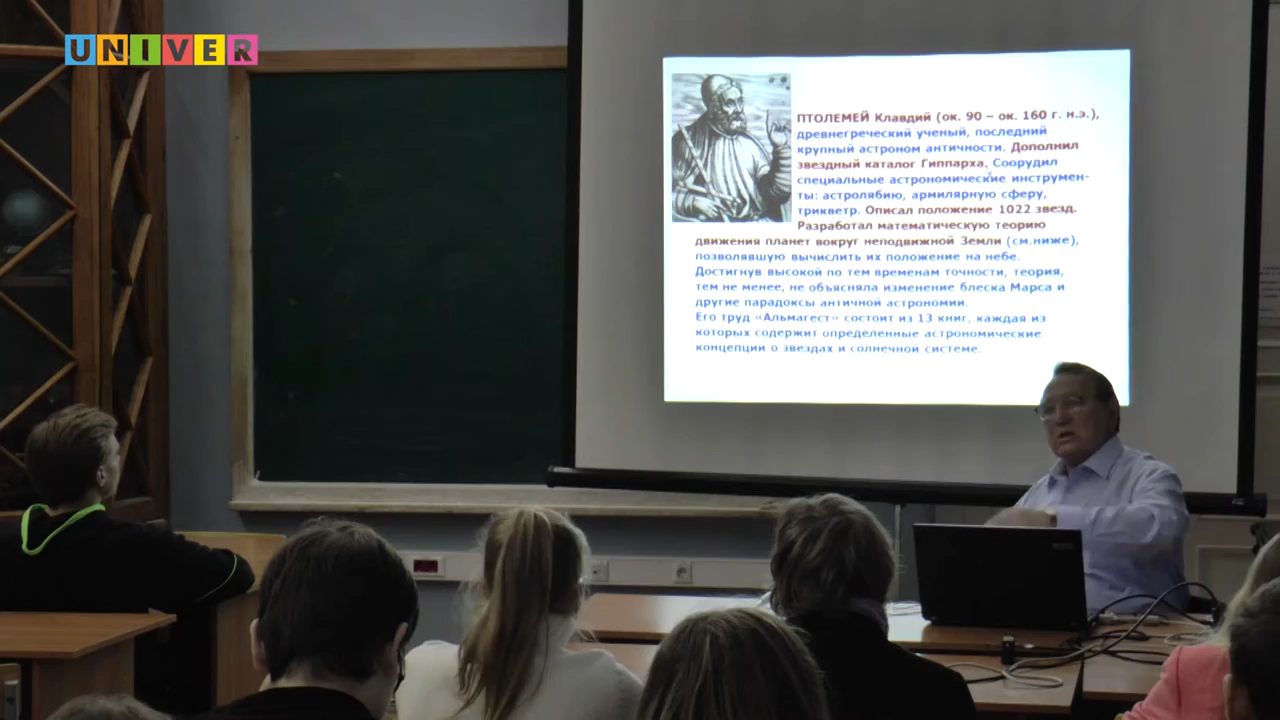 UNIVER
ПТОЛЕМЕЙ Клавдий (ок. 90 – ок. 160 г. н.э.),
древнегреческий ученый, последний
крупный астроном античности. Дополнил
звездный каталог Гиппарха. Соорудил
специальные астрономические инструмен-
ты: астролябию, армилярную сферу,
трикветр. Описал положение 1022 звезд.
Разработал математическую теорию
движения планет вокруг неподвижной Земли (см.ниже),
позволявшую вычислить их положение на небе.
Достигнув высокой по тем временам точности, теория,
тем не менее, не объясняла изменение блеска Марса и
другие парадоксы античной астрономии.
Его труд «Альмагест» состоит из 13 книг, каждая из
которых содержит определенные астрономические
концепции о звездах и солнечной системе.